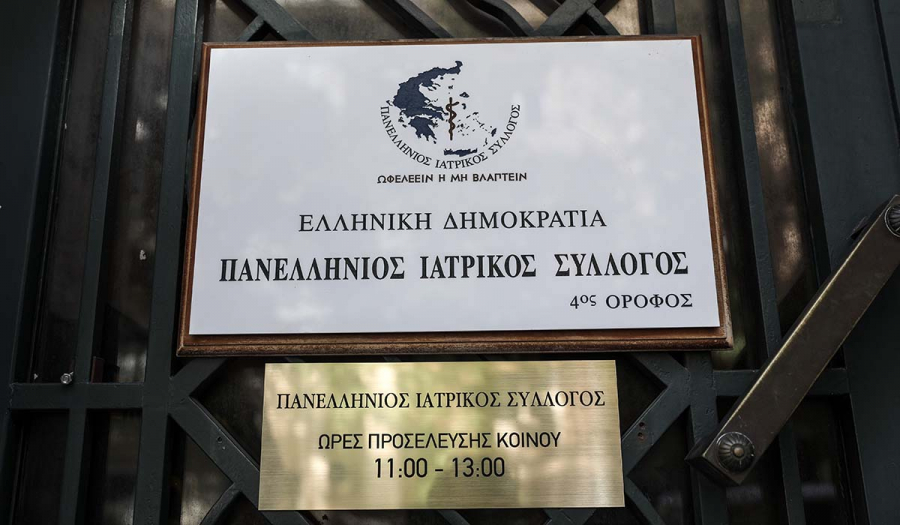 ΠΑΝΕΛΛΗΝΙΟΣ ΙΑΤΡΙΚΟΣ ΣΥΛΛΟΓΟΣ
ΩΦΕΛΕΕΙΝ Η ΜΗ ΒΛΑΠΤΕΙΝ
ΕΛΛΗΝΙΚΗ ΔΗΜΟΚΡΑΤΙΑ
ΠΑΝΕΛΛΗΝΙΟΣ ΙΑΤΡΙΚΟΣ ΣΥΛΛΟΓΟΣ
4ος ΟΡΟΦΟΣ
ΠΑΝΕΛΛΗΝΙΟΣ ΙΑΤΡΙΚΟΣ ΣΥΛΛΟΓΟΣ
ΩΡΕΣ ΠΡΟΣΕΛΕΥΣΗΣ ΚΟΙΝΟΥ
11:00 - 13:00